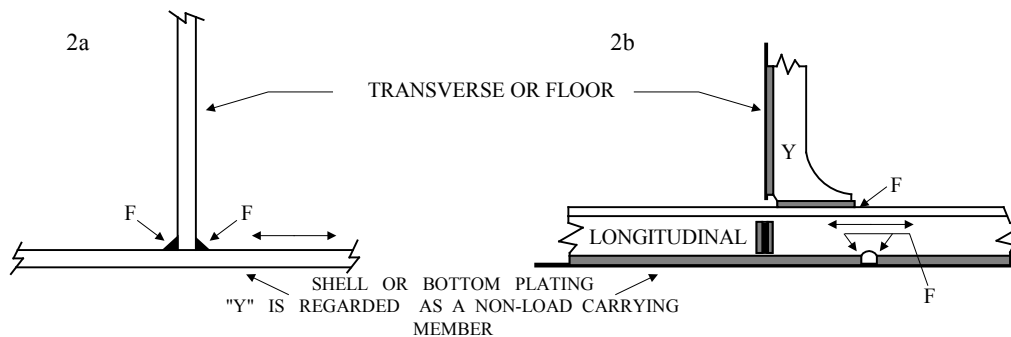 2a
2b
TRANSVERSE OR FLOOR
Y
F
F
F
LONGITUDINAL
SHELL OR BOTTOM PLATING
F
"Y" IS REGARDED AS A NON-LOAD CARRYING
MEMBER